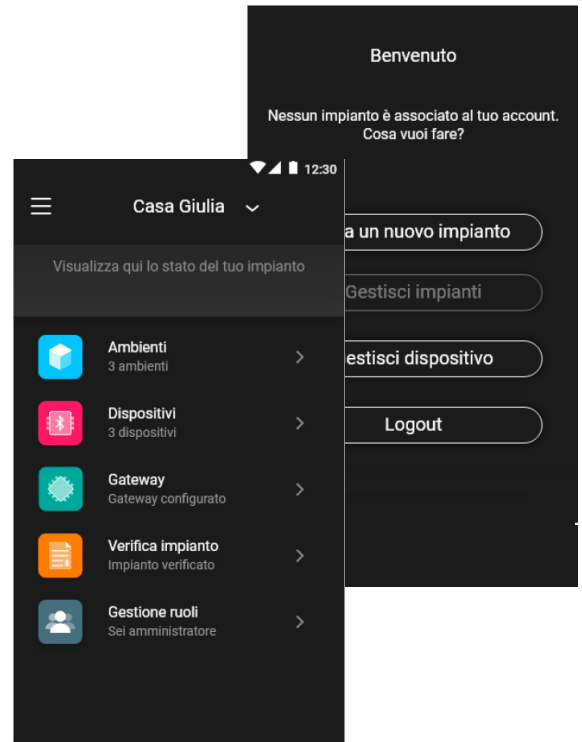 Benvenuto
Nessun impianto è associato al tuo account.
Cosa vuoi fare?
a un nuovo impianto
Gestisci impianti
estisci dispositivo
Logout
12:30
Casa Giulia
Visualizza qui lo stato del tuo impianto
Ambienti
3 ambienti
Dispositivi
3 dispositivi
Gateway
Gateway configurato
Verifica impianto
Impianto verificato
Gestione ruoli
Sei amministratore